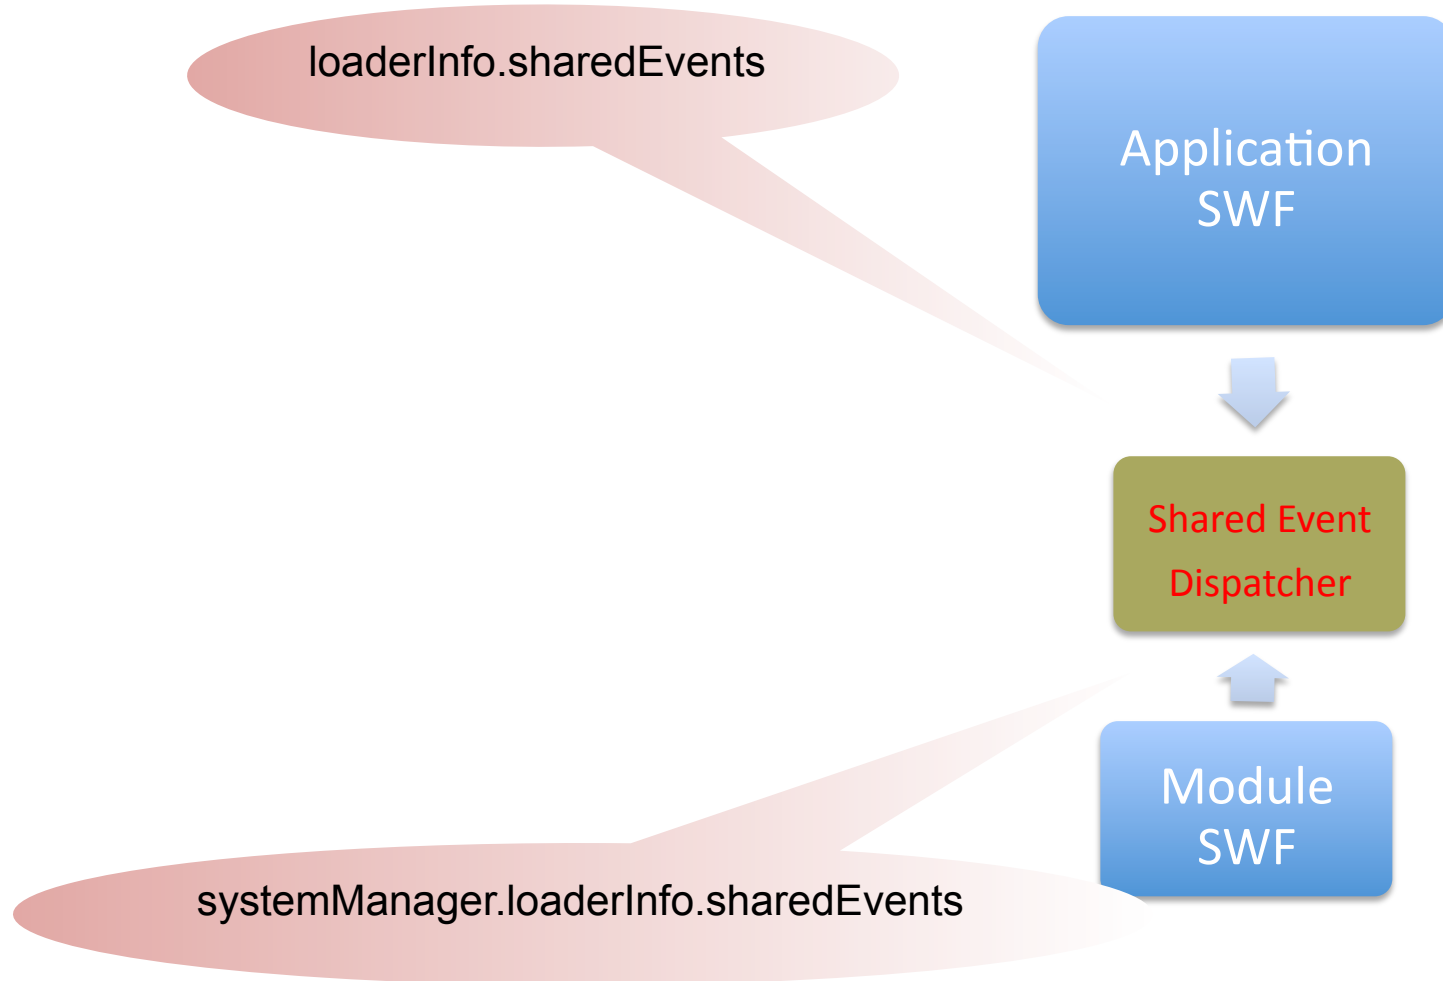 loaderInfo.sharedEvents
Application
SWF
Shared Event
Dispatcher
Module
SWF
systemManager.loaderInfo.sharedEvents